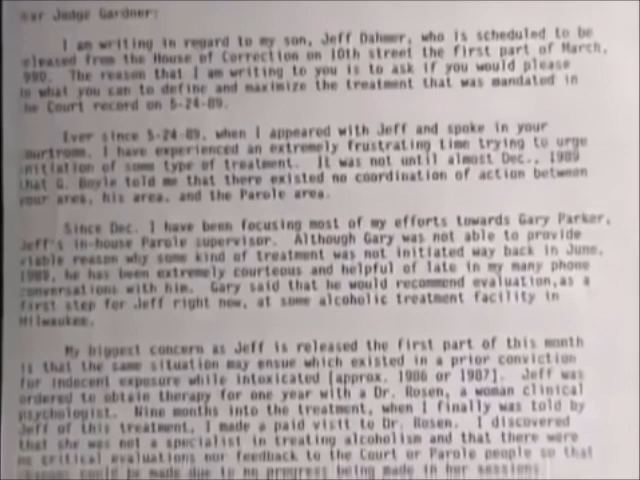 ear Judge Gardner:
I am writing in regard to my son, Jeff Dahmer, who is scheduled to be
eleased from the House of Correction on 10th street the first part of March,
990. The reason that I am writing to you is to ask if you would please
o what you can to define and maximize the treatment that was mandated in
he Court record on 5-24-89.
Ever since 5-24-89, when I appeared with Jeff and spoke in your
ourtroom, I have experienced an extremely frustrating time trying to urge
nitiation of some type of treatment. It was not until almost Dec., 1989
that G. Boyle told me that there existed no coordination of action between
your area, his area, and the Parole area.
Since Dec. I have been focusing most of my efforts towards Gary Parker,
Jeff's in-house Parole supervisor. Although Gary was not able to provide
viable reason why some kind of treatment was not initiated way back in June,
1989, he has been extremely courteous and helpful of late in my many phone
conversations with him. Gary said that he would recommend evaluation,as a
first step for Jeff right now, at some alcoholic treatment facility in
Milwaukee.
My biggest concern as Jeff is released the first part of this month
is that the same situation may ensue which existed in a prior conviction
for indecent exposure while intoxicated [approx. 1986 or 1987]. Jeff was
ordered to obtain therapy for one year with a Dr. Rosen, a woman clinical
psychologist. Nine months into the treatment, when I finally was told by
Jeff of this treatment, I made a paid visit to Dr. Rosen. I discovered
that she was not a specialist in treating alcoholism and that there were
no critical evaluations nor feedback to the Court or Parole people so that
could be made due to no progress being made in her sessions